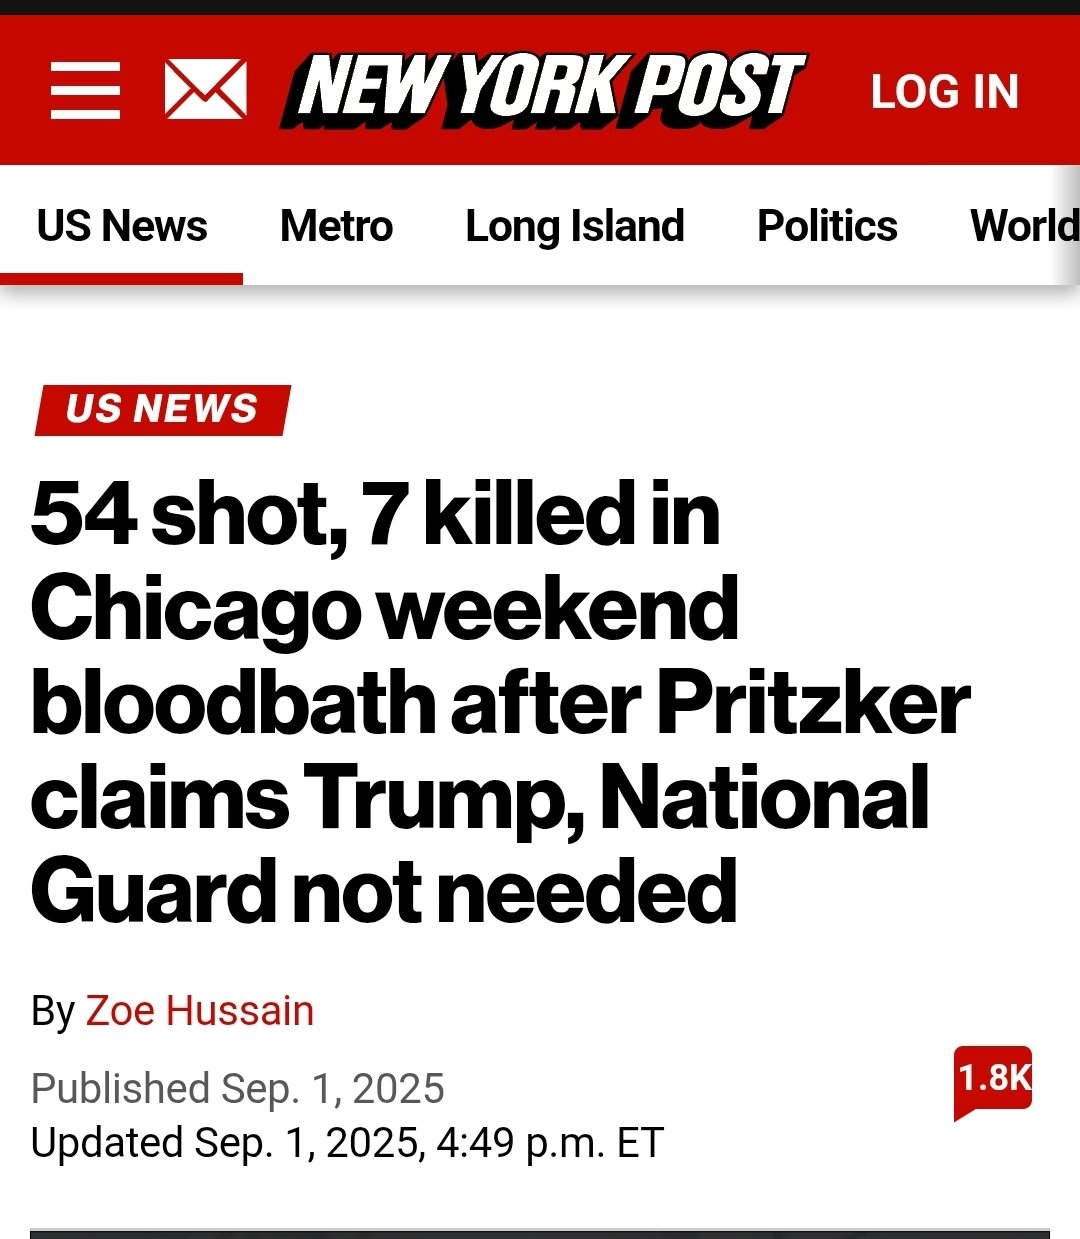 NEW YORK POST
LOG IN
US News
Metro
Long Island
Politics
World
US NEWS
54 shot, 7 killed in
Chicago weekend
bloodbath after Pritzker
claims Trump, National
Guard not needed
By Zoe Hussain
Published Sep. 1, 2025
1.8K
Updated Sep. 1, 2025, 4:49 p.m. ET